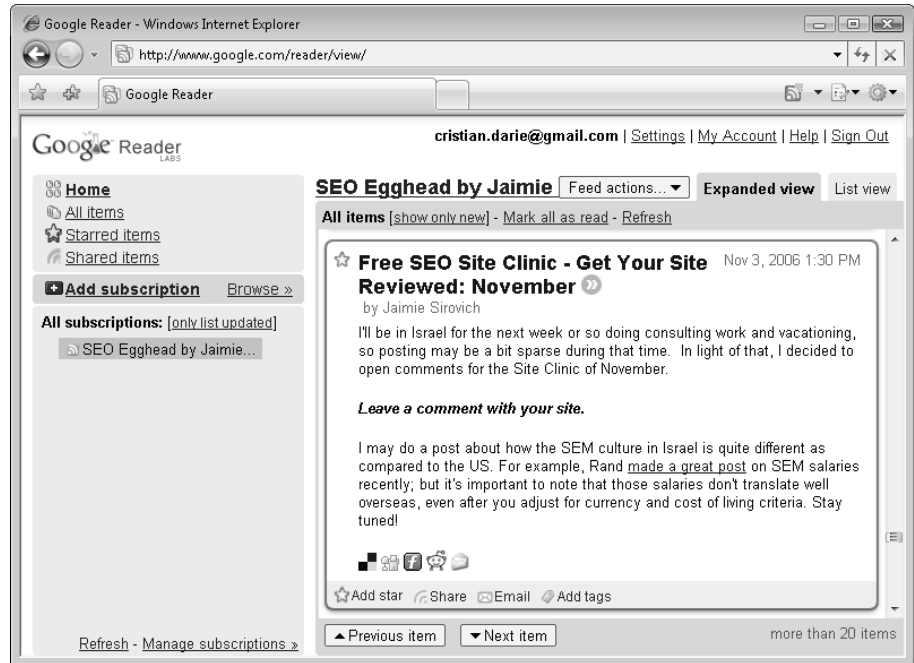 Google Reader - Windows Internet Explorer
http://www.google.com/reader/view/
Google Reader
Google Reader
LABS
cristian.darie@gmail.com | Settings | My Account | Help | Sign Out
Home
All items
Starred items
Shared items
Add subscription Browse »
All subscriptions: [only list updated]
SEO Egghead by Jaimie...
Refresh - Manage subscriptions »
SEO Egghead by Jaimie Feed actions... Expanded view List view
All items [show only new] - Mark all as read - Refresh
Free SEO Site Clinic - Get Your Site Nov 3, 2006 1:30 PM
Reviewed: November »
by Jaimie Sirovich
I'll be in Israel for the next week or so doing consulting work and vacationing,
so posting may be a bit sparse during that time. In light of that, I decided to
open comments for the Site Clinic of November.
Leave a comment with your site.
I may do a post about how the SEM culture in Israel is quite different as
compared to the US. For example, Rand made a great post on SEM salaries
recently; but it's important to note that those salaries don't translate well
overseas, even after you adjust for currency and cost of living criteria. Stay
tuned!
Add star Share Email Add tags
Previous item Next item more than 20 items